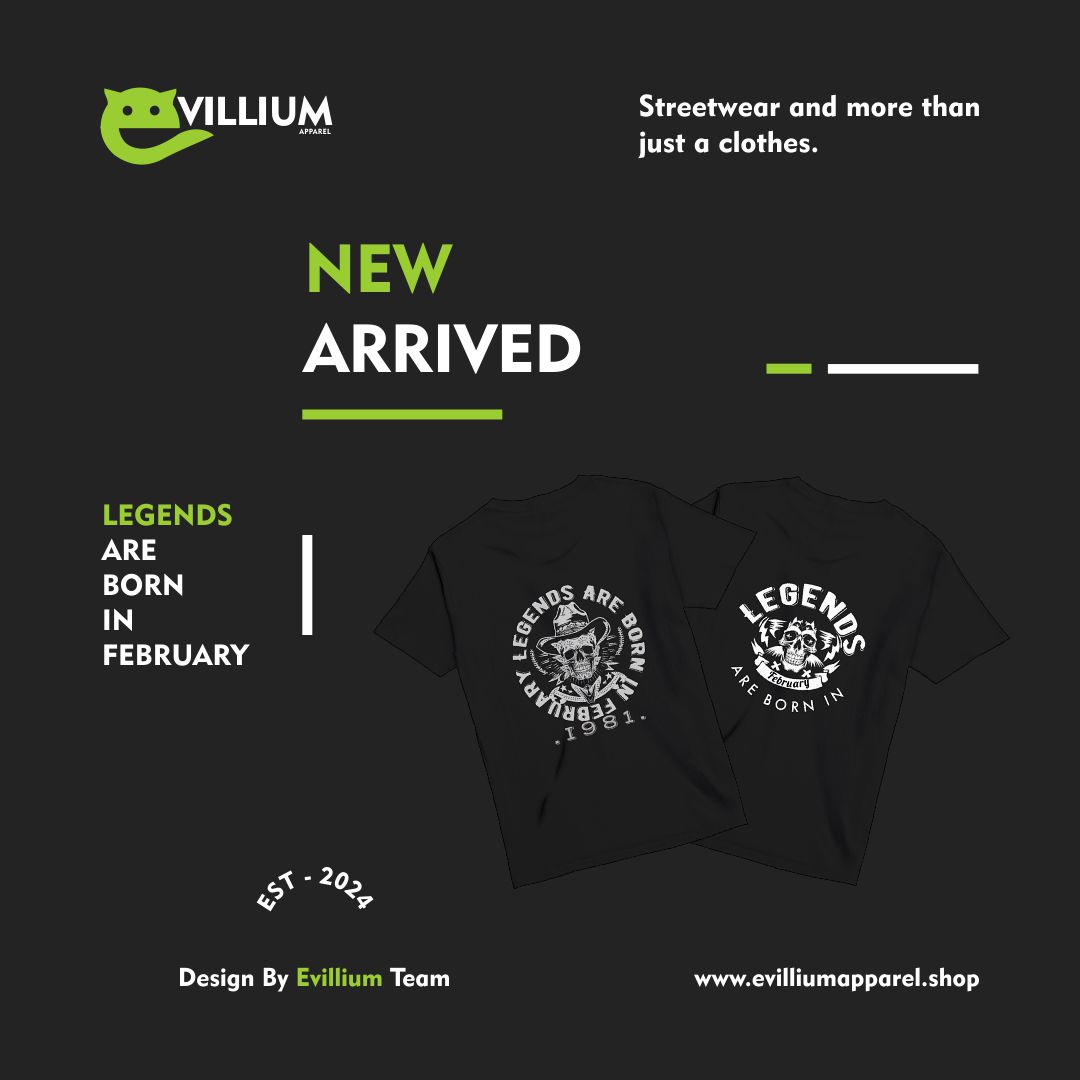 VILLIUM
APPAREL
Streetwear and more than
just a clothes.
NEW
ARRIVED
LEGENDS
ARE
BORN
IN
FEBRUARY
LEGENDS ARE BORN IN FEBRUARY
.1981.
LEGENDS
February
ARE BORN IN
EST - 2024
Design By Evillium Team
www.evilliumapparel.shop